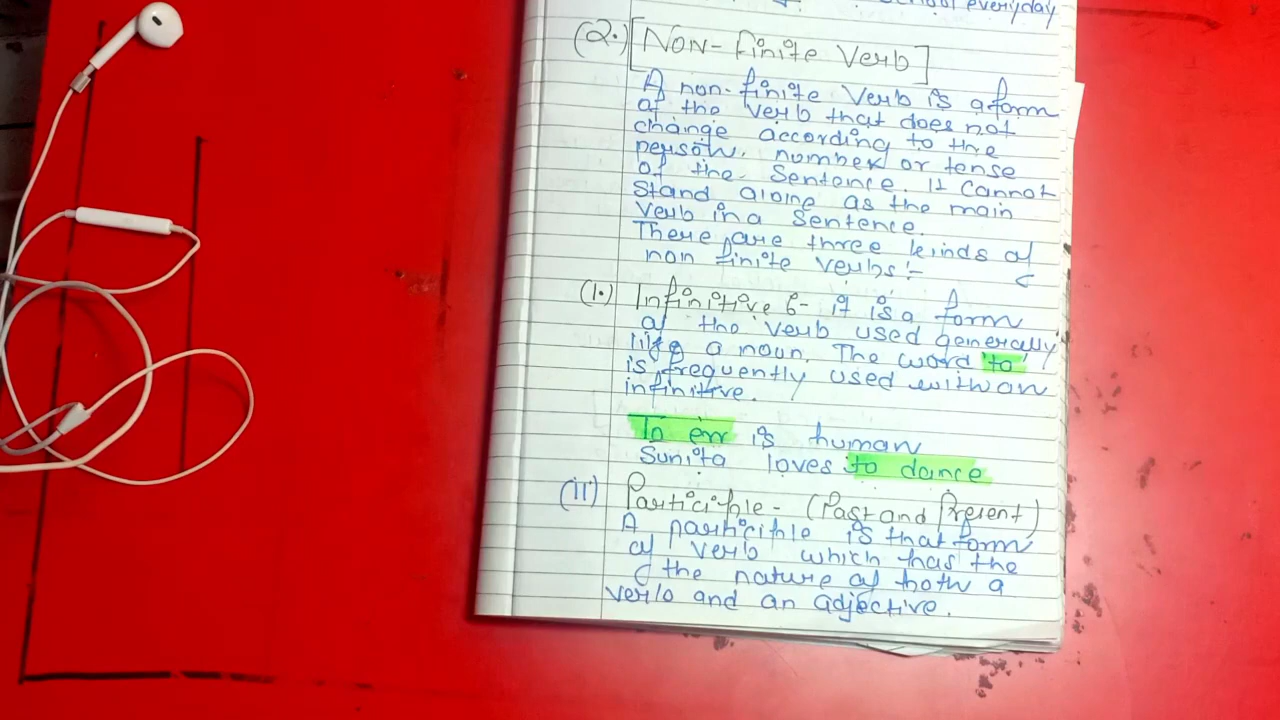 school everyday
(2.) [Non-finite Verb]
A non-finite verb is a form
of the verb that does not
change according to the
person, number or tense
of the sentence. It cannot
stand alone as the main
verb in a sentence.
There are three kinds of
non finite verbs:-
(I.) Infinitive :- it is a form
of the verb used generally
like a noun. The word 'to'
is frequently used with an
infinitive.
To err is human
Sunita loves to dance
(II) Participle - (Past and Present)
A participle is that form
of verb which has the
of the nature of both a
verb and an adjective.